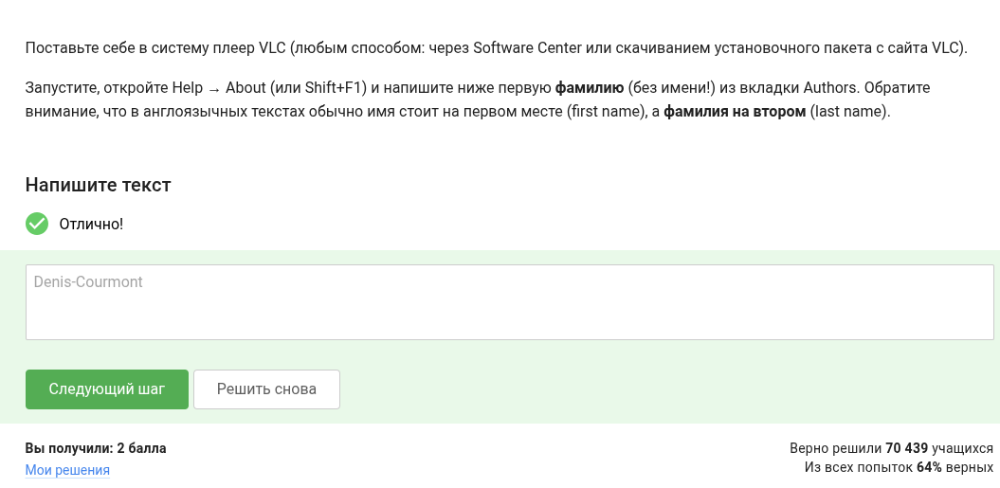 Поставьте себе в систему плеер VLC (любым способом: через Software Center или скачиванием установочного пакета с сайта VLC).
Запустите, откройте Help → About (или Shift+F1) и напишите ниже первую фамилию (без имени!) из вкладки Authors. Обратите
внимание, что в англоязычных текстах обычно имя стоит на первом месте (first name), а фамилия на втором (last name).
Напишите текст
Отлично!
Denis-Courmont
Следующий шаг Решить снова
Вы получили: 2 балла
Мои решения
Верно решили 70 439 учащихся
Из всех попыток 64% верных